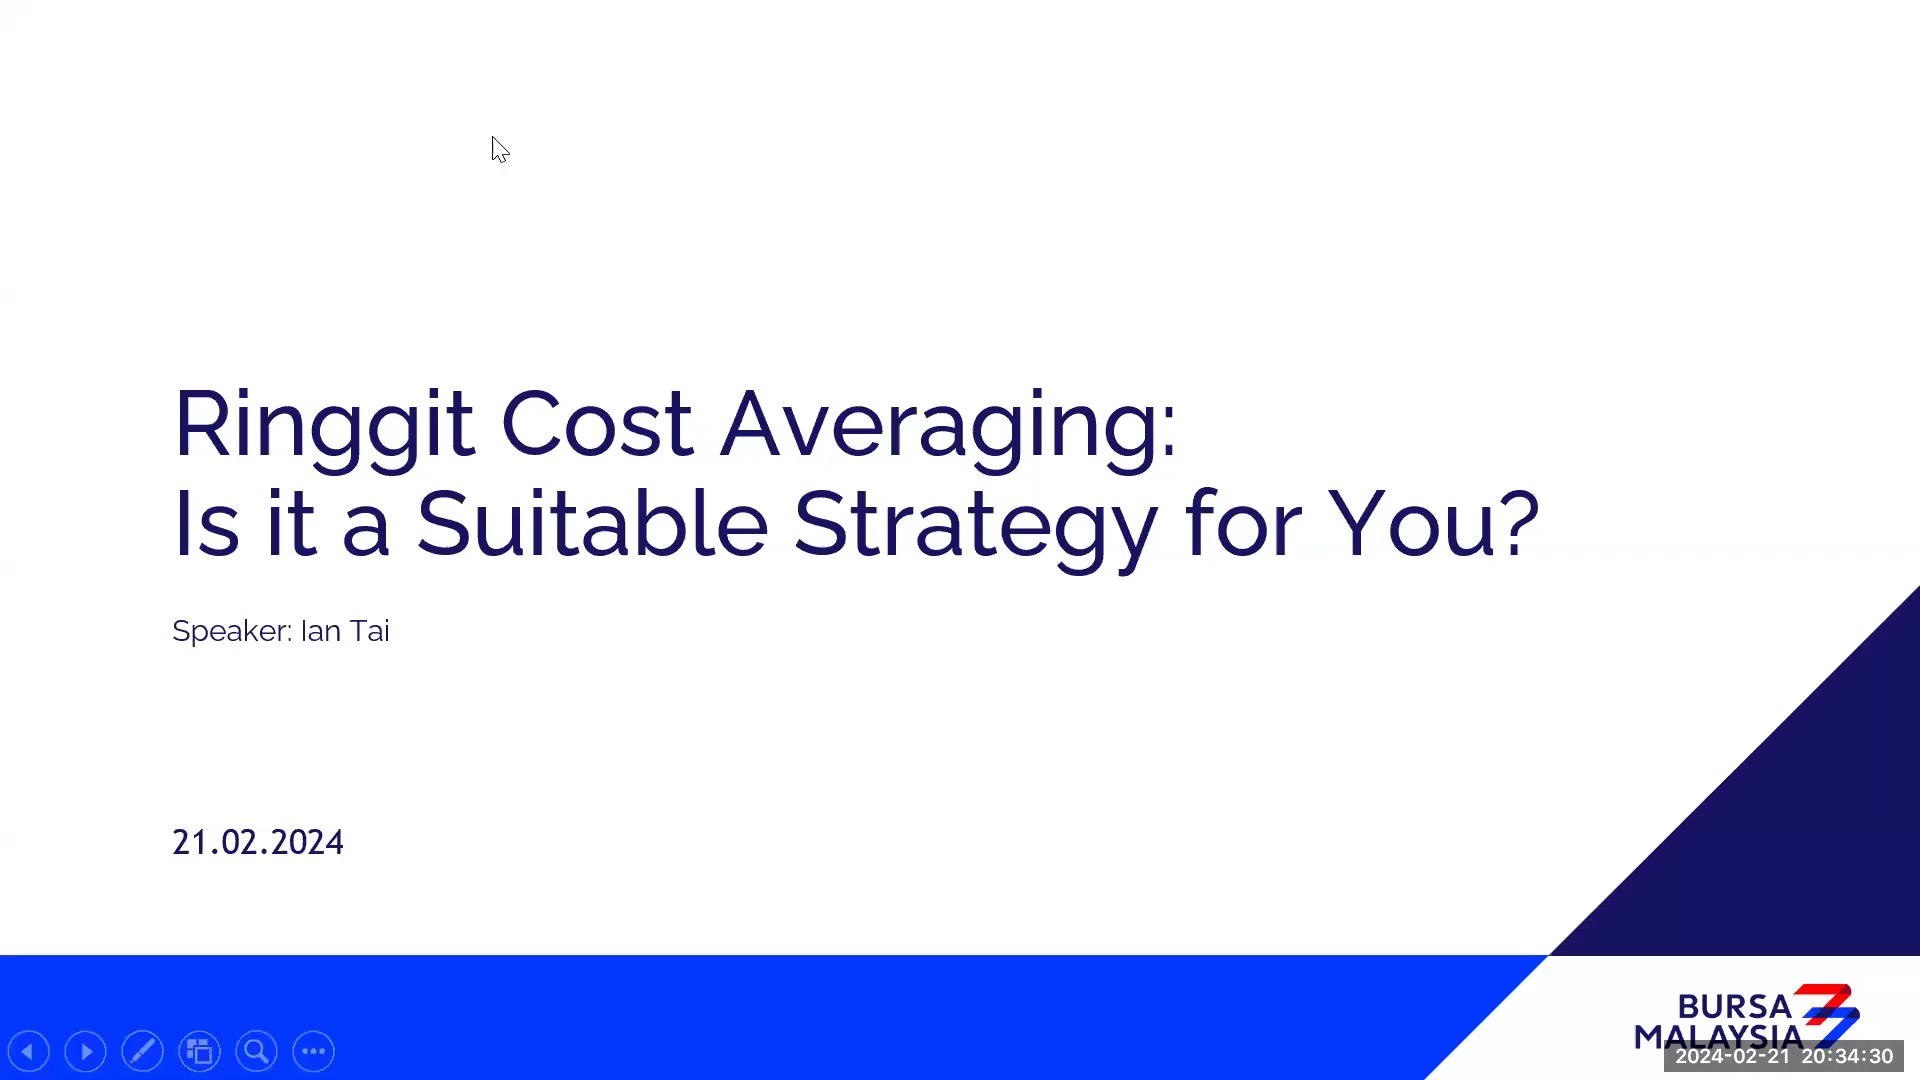 Ringgit Cost Averaging:
Is it a Suitable Strategy for You?
Speaker: Ian Tai
21.02.2024
BURSA
MALAYSIA
2024-02-21 20:34:30